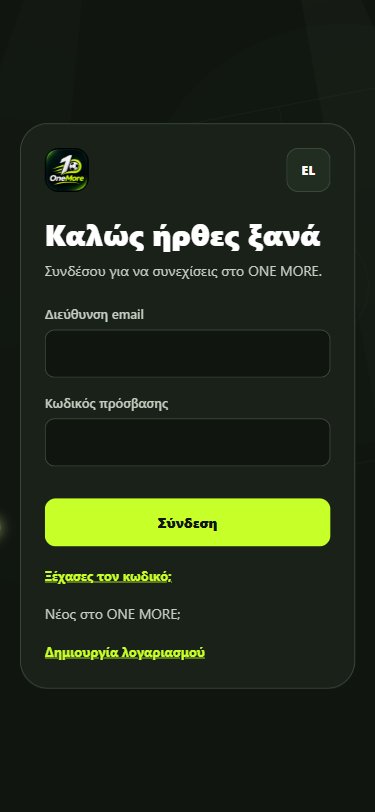 10
OneMore
EL
Καλώς ήρθες ξανά
Συνδέσου για να συνεχίσεις στο ONE MORE.
Διεύθυνση email
Κωδικός πρόσβασης
Σύνδεση
Ξέχασες τον κωδικό;
Νέος στο ONE MORE;
Δημιουργία λογαριασμού